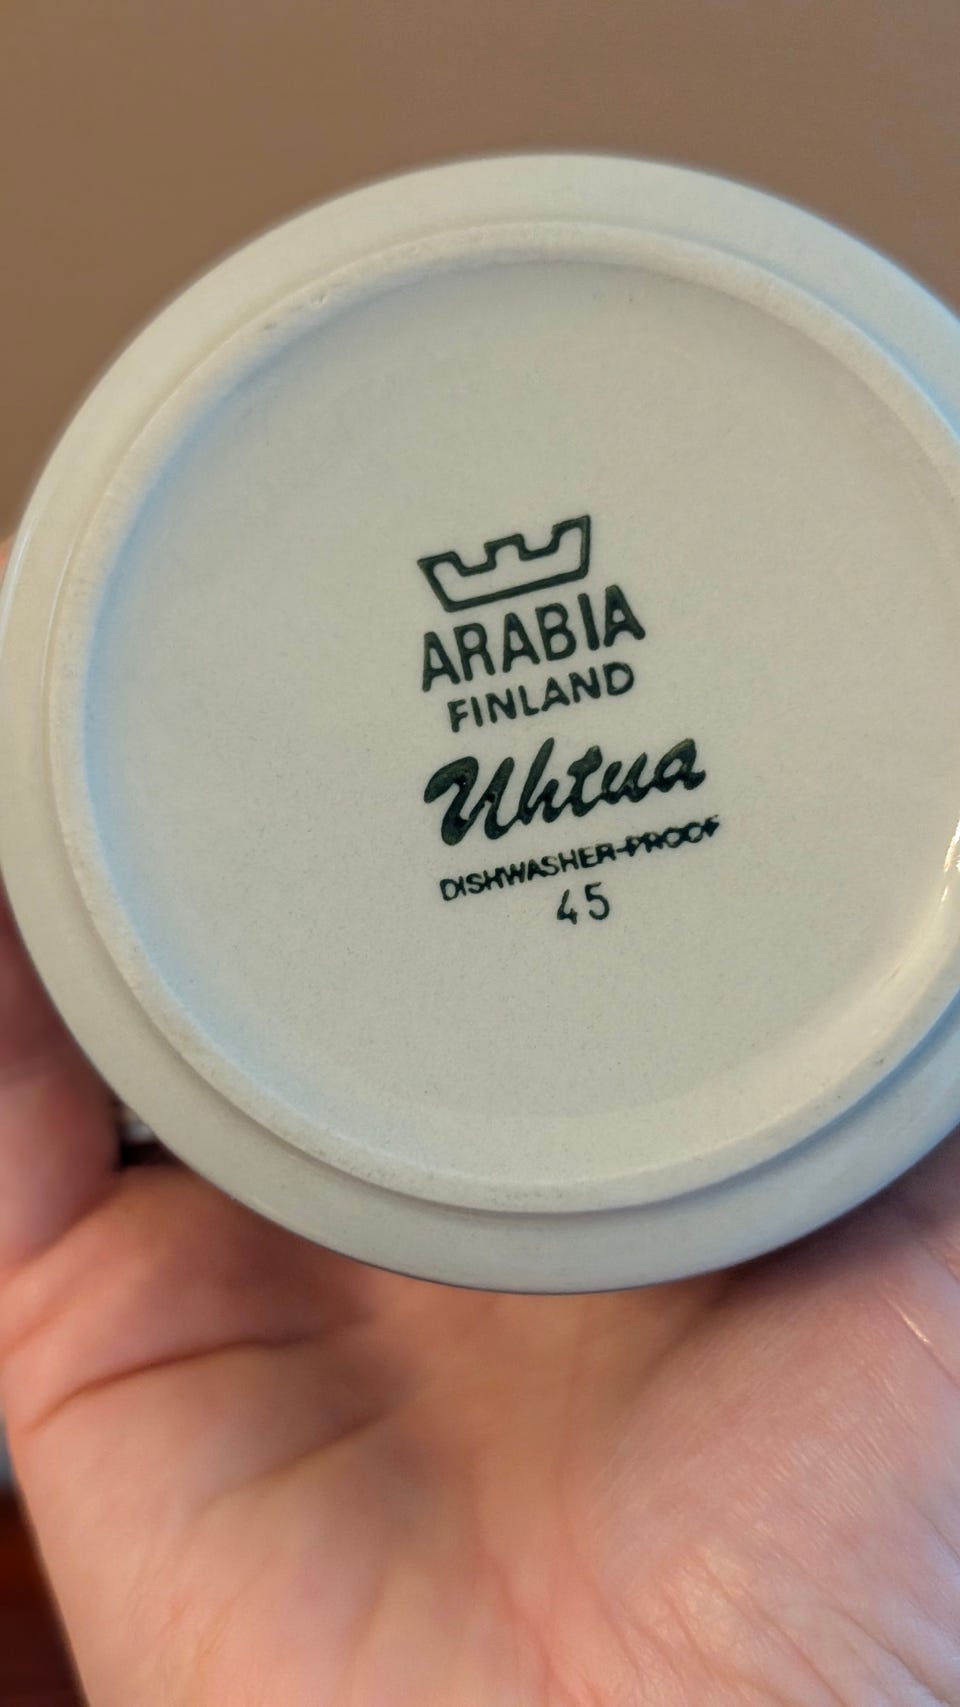 ARABIA
FINLAND
Uhtua
DISHWASHER-PROOF
45